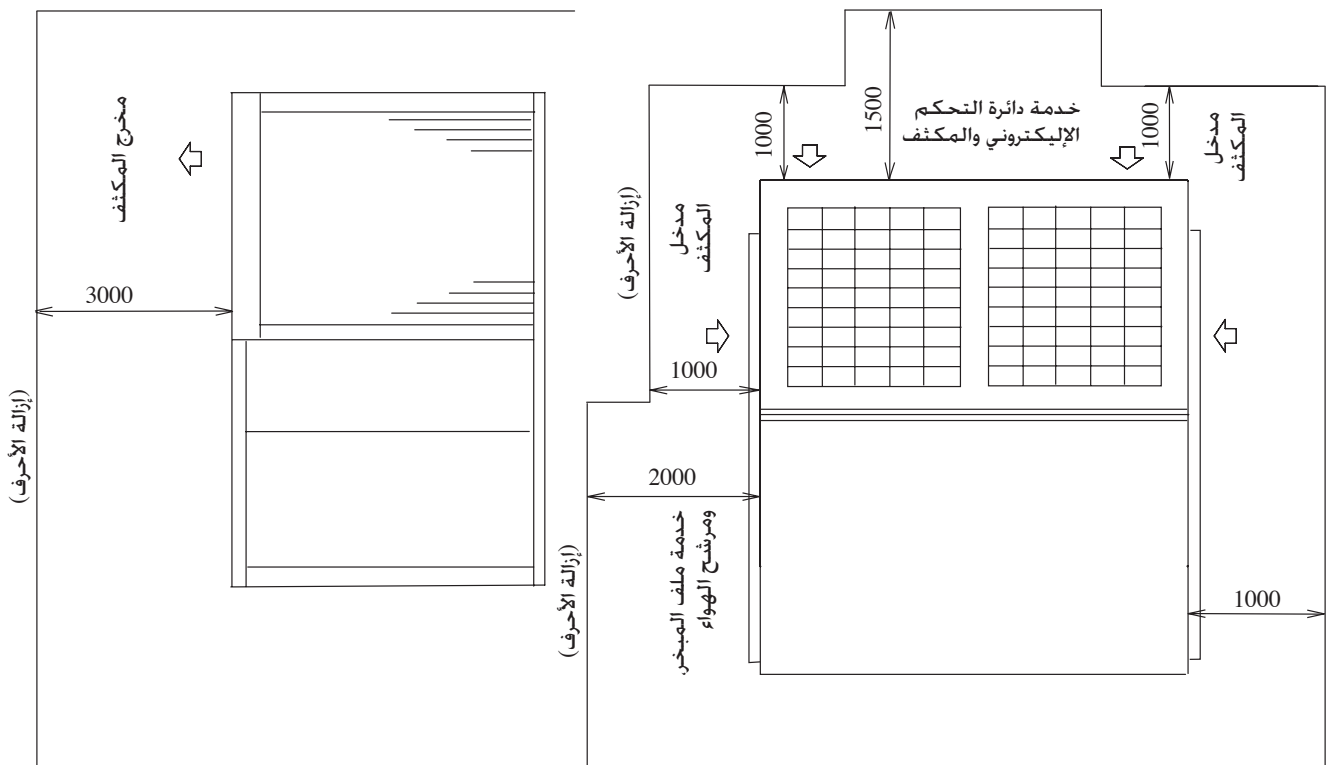 مخرج المكثف
3000
(إزالة الأحرف)
1500
1000
خدمة دائرة التحكم
الإليكتروني والمكثف
1000
مدخل
المكثف
(إزالة الأحرف)
مدخل
المكثف
1000
2000
خدمة ملف المبخر,
ومرشح الهواء
(إزالة الأحرف)
1000